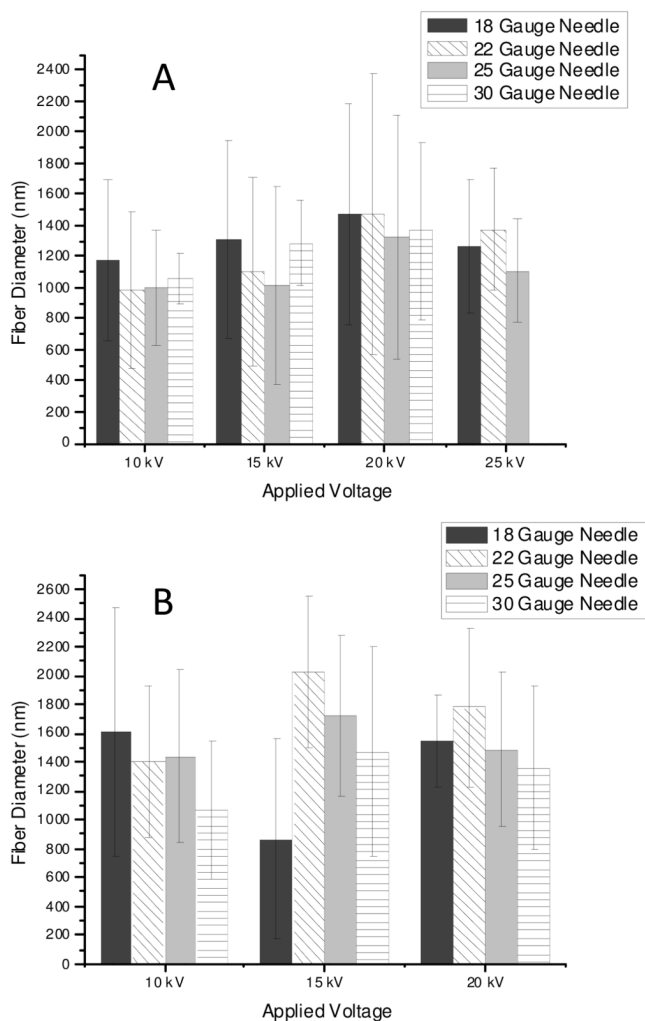 18 Gauge Needle
22 Gauge Needle
25 Gauge Needle
30 Gauge Needle
A
2400
2200
2000
1800
1600
1400
1200
1000
800
600
400
200
0
Fiber Diameter (nm)
10 kV 15 kV 20 kV 25 kV
Applied Voltage
18 Gauge Needle
22 Gauge Needle
25 Gauge Needle
30 Gauge Needle
B
2600
2400
2200
2000
1800
1600
1400
1200
1000
800
600
400
200
0
Fiber Diameter (nm)
10 kV 15 kV 20 kV
Applied Voltage